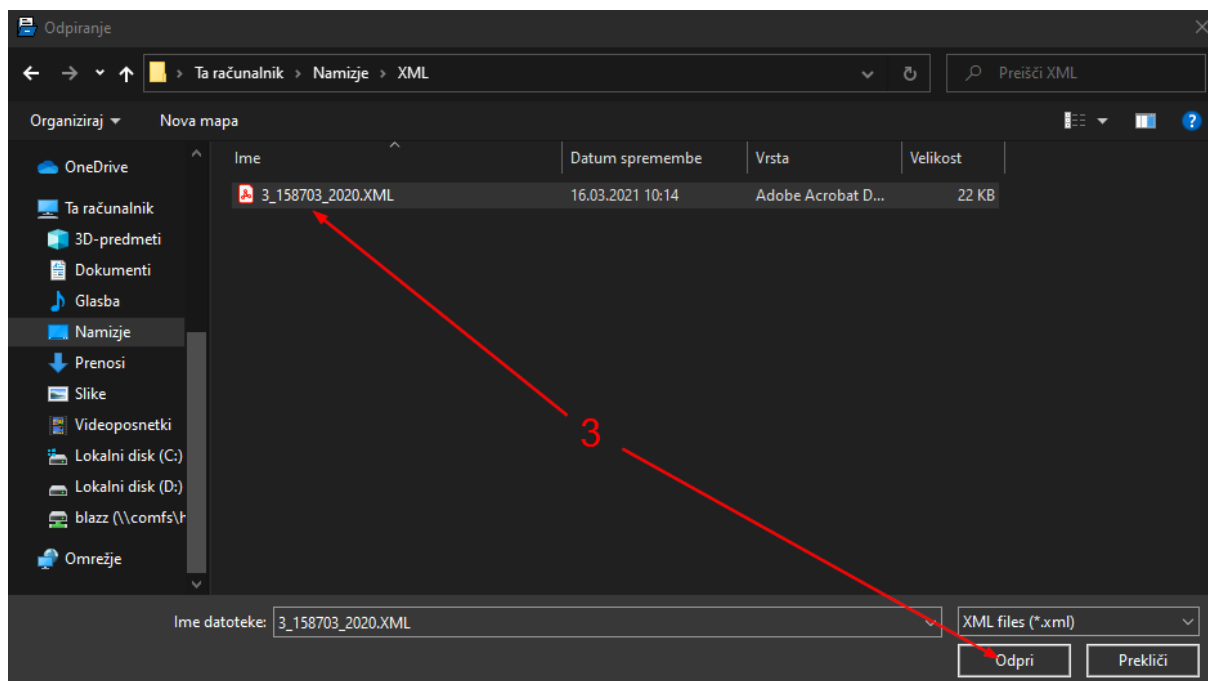 Odpiranje
Ta računalnik > Namizje > XML
Preišči XML
Organiziraj
Nova mapa
Ime
Datum spremembe
Vrsta
Velikost
3_158703_2020.XML
16.03.2021 10:14
Adobe Acrobat D...
22 KB
OneDrive
Ta računalnik
3D-predmeti
Dokumenti
Glasba
Namizje
Prenosi
Slike
Videoposnetki
Lokalni disk (C:)
Lokalni disk (D:)
blazz (\\comfs\h
Omrežje
3
Ime datoteke: 3_158703_2020.XML
XML files (*.xml)
Odpri
Prekliči